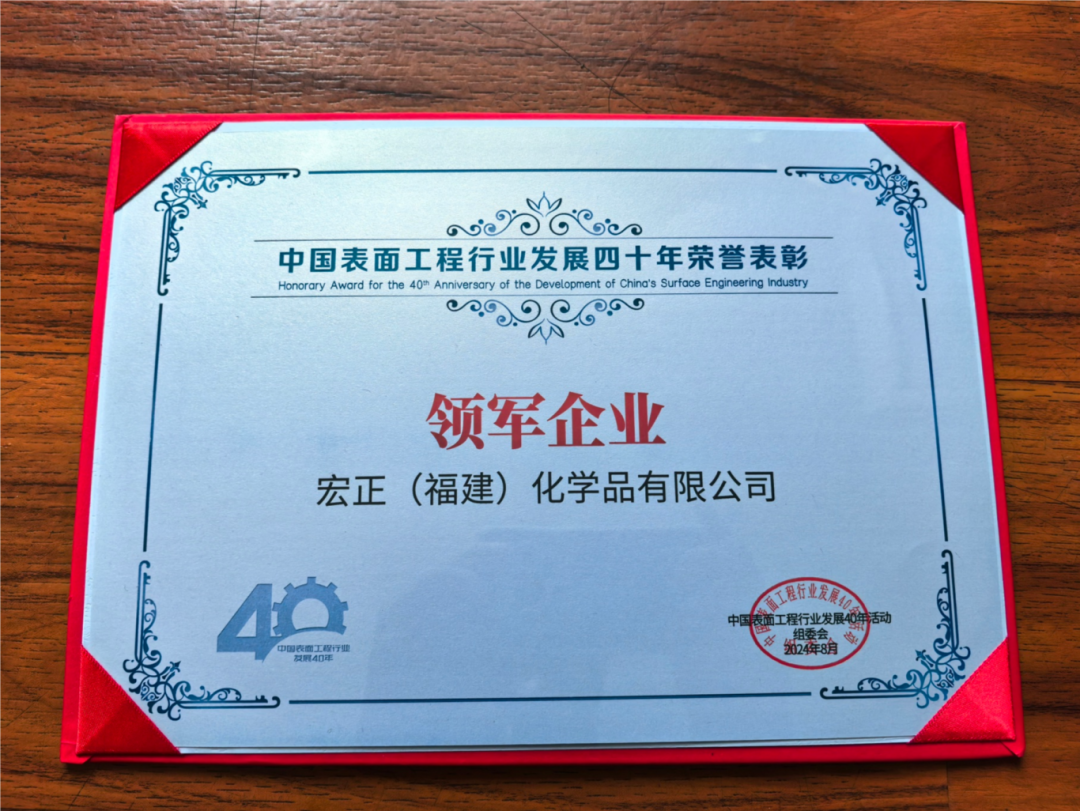 中国表面工程行业发展四十年荣誉表彰
Honorary Award for the 40th Anniversary of the Development of China's Surface Engineering Industry
领军企业
宏正（福建）化学品有限公司
40
中国表面工程行业
发展40年
中国表面工程行业发展40年活动
组委会
2024年8月